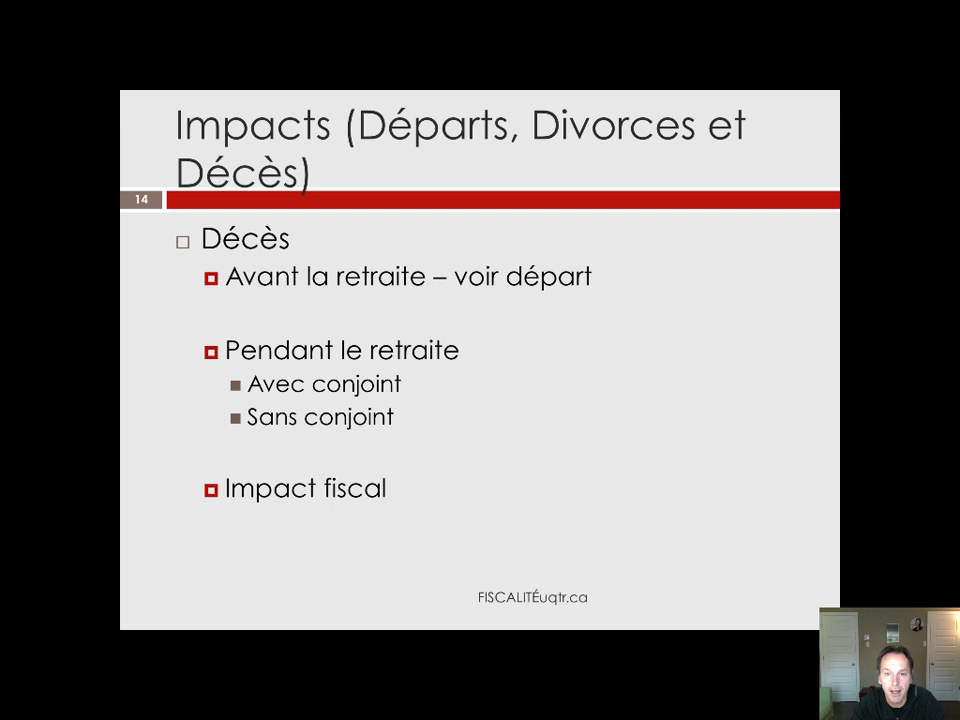 Impacts (Départs, Divorces et
Décès)
14
Décès
Avant la retraite – voir départ
Pendant le retraite
Avec conjoint
Sans conjoint
Impact fiscal
FISCALITÉuqtr.ca